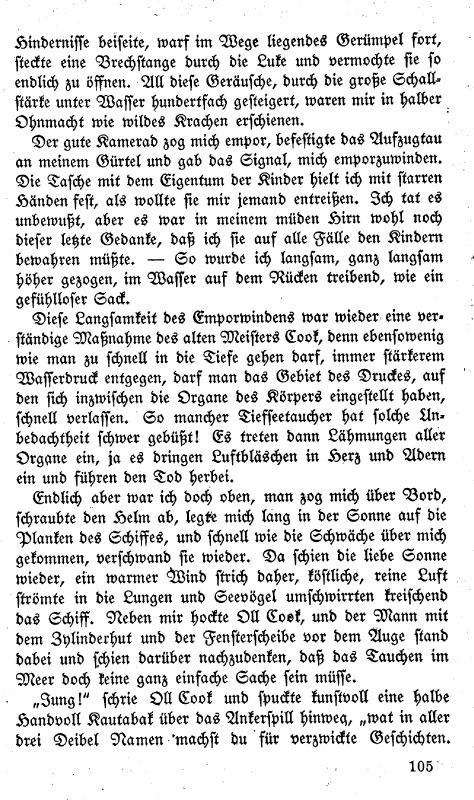 Hindernisse beiseite, warf im Wege liegendes Gerümpel fort,
steckte eine Brechstange durch die Luke und vermochte sie so
endlich zu öffnen. All diese Geräusche, durch die große Schall-
stärke unter Wasser hundertfach gesteigert, waren mir in halber
Ohnmacht wie wildes Krachen erschienen.
Der gute Kamerad zog mich empor, befestigte das Aufzugtau
an meinem Gürtel und gab das Signal, mich emporzuwinden.
Die Tasche mit dem Eigentum der Kinder hielt ich mit starren
Händen fest, als wollte sie mir jemand entreißen. Ich tat es
unbewußt, aber es war in meinem müden Hirn wohl noch
dieser letzte Gedanke, daß ich sie auf alle Fälle den Kindern
bewahren müßte. — So wurde ich langsam, ganz langsam
höher gezogen, im Wasser auf dem Rücken treibend, wie ein
gefühlloser Sack.
Diese Langsamkeit des Emporwindens war wieder eine ver-
ständige Maßnahme des alten Meisters Cook, denn ebensowenig
wie man zu schnell in die Tiefe gehen darf, immer stärkerem
Wasserdruck entgegen, darf man das Gebiet des Druckes, auf
den sich inzwischen die Organe des Körpers eingestellt haben,
schnell verlassen. So mancher Tiefseetaucher hat solche Un-
bedachtheit schwer gebüßt! Es treten dann Lähmungen aller
Organe ein, ja es dringen Luftbläschen in Herz und Adern
ein und führen den Tod herbei.
Endlich aber war ich doch oben, man zog mich über Bord,
schraubte den Helm ab, legte mich lang in der Sonne auf die
Planken des Schiffes, und schnell wie die Schwäche über mich
gekommen, verschwand sie wieder. Da schien die liebe Sonne
wieder, ein warmer Wind strich daher, köstliche, reine Luft
strömte in die Lungen und Seevögel umschwirrten kreischend
das Schiff. Neben mir hockte Oll Cook, und der Mann mit
dem Zylinderhut und der Fensterscheibe vor dem Auge stand
dabei und schien darüber nachzudenken, daß das Tauchen im
Meer doch keine ganz einfache Sache sein müsse.
„Jung!“ schrie Oll Cook und spuckte kunstvoll eine halbe
Handvoll Kautabak über das Ankerspill hinweg, „wat in aller
drei Deibel Namen machst du für verzwickte Geschichten.
105